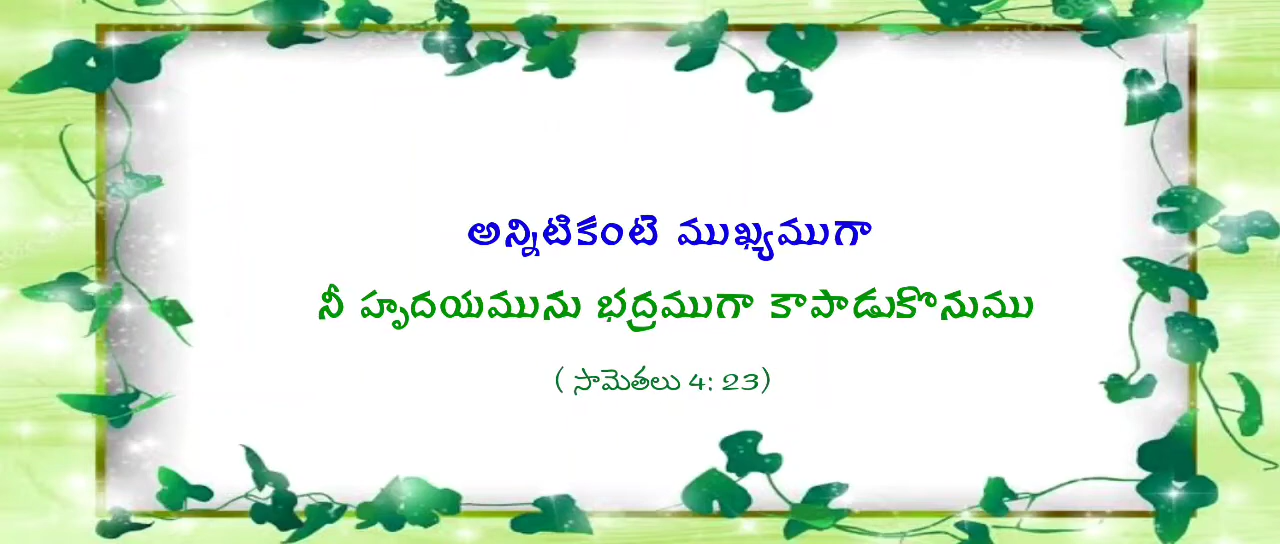 అన్నిటికంటె ముఖ్యముగా
నీ హృదయమును భద్రముగా కాపాడుకొనుము
( సామెతలు 4: 23)